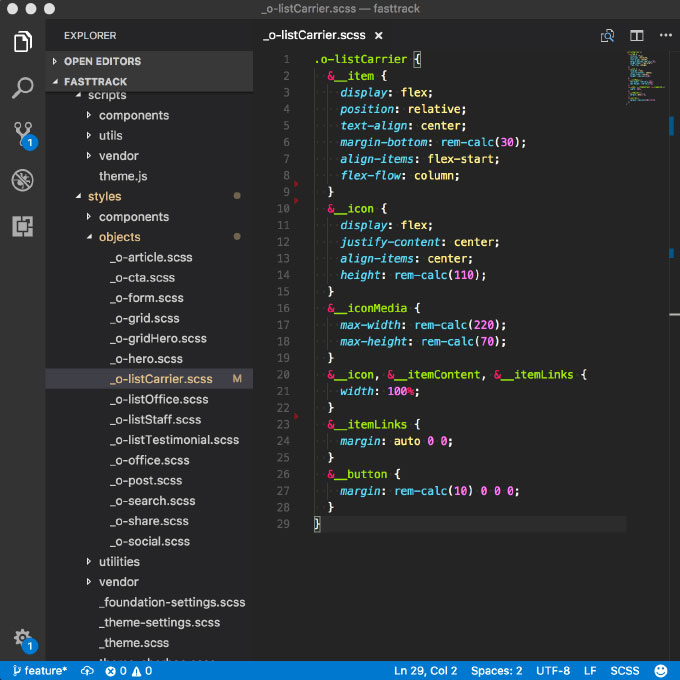 _o-listCarrier.scss — fasttrack
EXPLORER
OPEN EDITORS
FASTTRACK
scripts
components
utils
vendor
theme.js
styles
components
objects
_o-article.scss
_o-cta.scss
_o-form.scss
_o-grid.scss
_o-gridHero.scss
_o-hero.scss
_o-listCarrier.scss M
_o-listOffice.scss
_o-listStaff.scss
_o-listTestimonial.scss
_o-office.scss
_o-post.scss
_o-search.scss
_o-share.scss
_o-social.scss
utilities
vendor
_foundation-settings.scss
_theme-settings.scss
_theme.scss
1
1
_o-listCarrier.scss ×
1 .o-listCarrier {
2 &__item {
3 display: flex;
4 position: relative;
5 text-align: center;
6 margin-bottom: rem-calc(30);
7 align-items: flex-start;
8 flex-flow: column;
9 }
10 &__icon {
11 display: flex;
12 justify-content: center;
13 align-items: center;
14 height: rem-calc(110);
15 }
16 &__iconMedia {
17 max-width: rem-calc(220);
18 max-height: rem-calc(70);
19 }
20 &__icon, &__itemContent, &__itemLinks {
21 width: 100%;
22 }
23 &__itemLinks {
24 margin: auto 0 0;
25 }
26 &__button {
27 margin: rem-calc(10) 0 0 0;
28 }
29 }
feature* 0 0 Ln 29, Col 2 Spaces: 2 UTF-8 LF SCSS